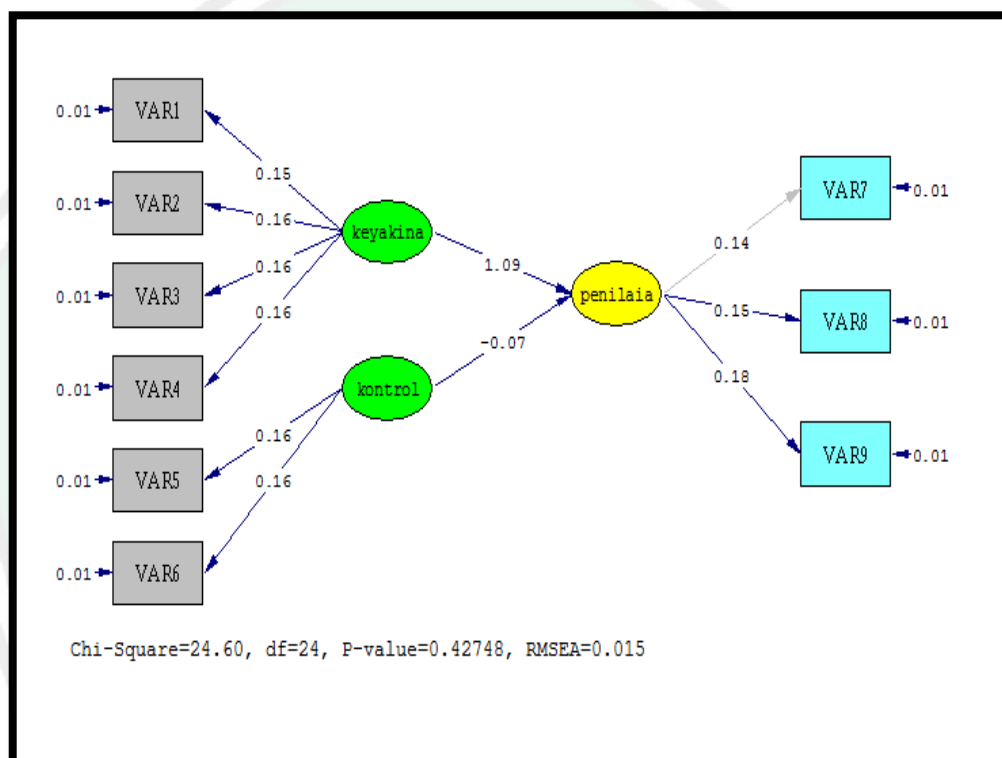 0.01
VAR1
0.15
0.01
VAR2
0.16
0.01
VAR3
0.16
0.01
VAR4
0.16
0.01
VAR5
0.16
0.01
VAR6
0.16
keyakina
kontrol
1.09
-0.07
penilaia
0.14
VAR7
0.01
0.15
VAR8
0.01
0.18
VAR9
0.01
Chi-Square=24.60, df=24, P-value=0.42748, RMSEA=0.015